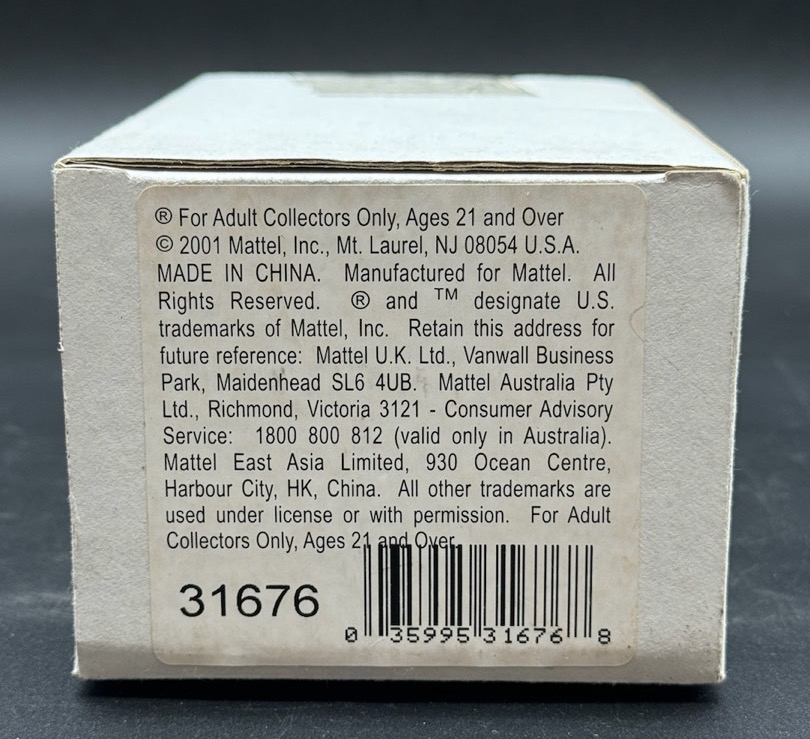 ® For Adult Collectors Only, Ages 21 and Over
© 2001 Mattel, Inc., Mt. Laurel, NJ 08054 U.S.A.
MADE IN CHINA. Manufactured for Mattel. All
Rights Reserved. ® and ™ designate U.S.
trademarks of Mattel, Inc. Retain this address for
future reference: Mattel U.K. Ltd., Vanwall Business
Park, Maidenhead SL6 4UB. Mattel Australia Pty
Ltd., Richmond, Victoria 3121 - Consumer Advisory
Service: 1800 800 812 (valid only in Australia).
Mattel East Asia Limited, 930 Ocean Centre,
Harbour City, HK, China. All other trademarks are
used under license or with permission. For Adult
Collectors Only, Ages 21 and Over.
31676
0 35995 31676 8